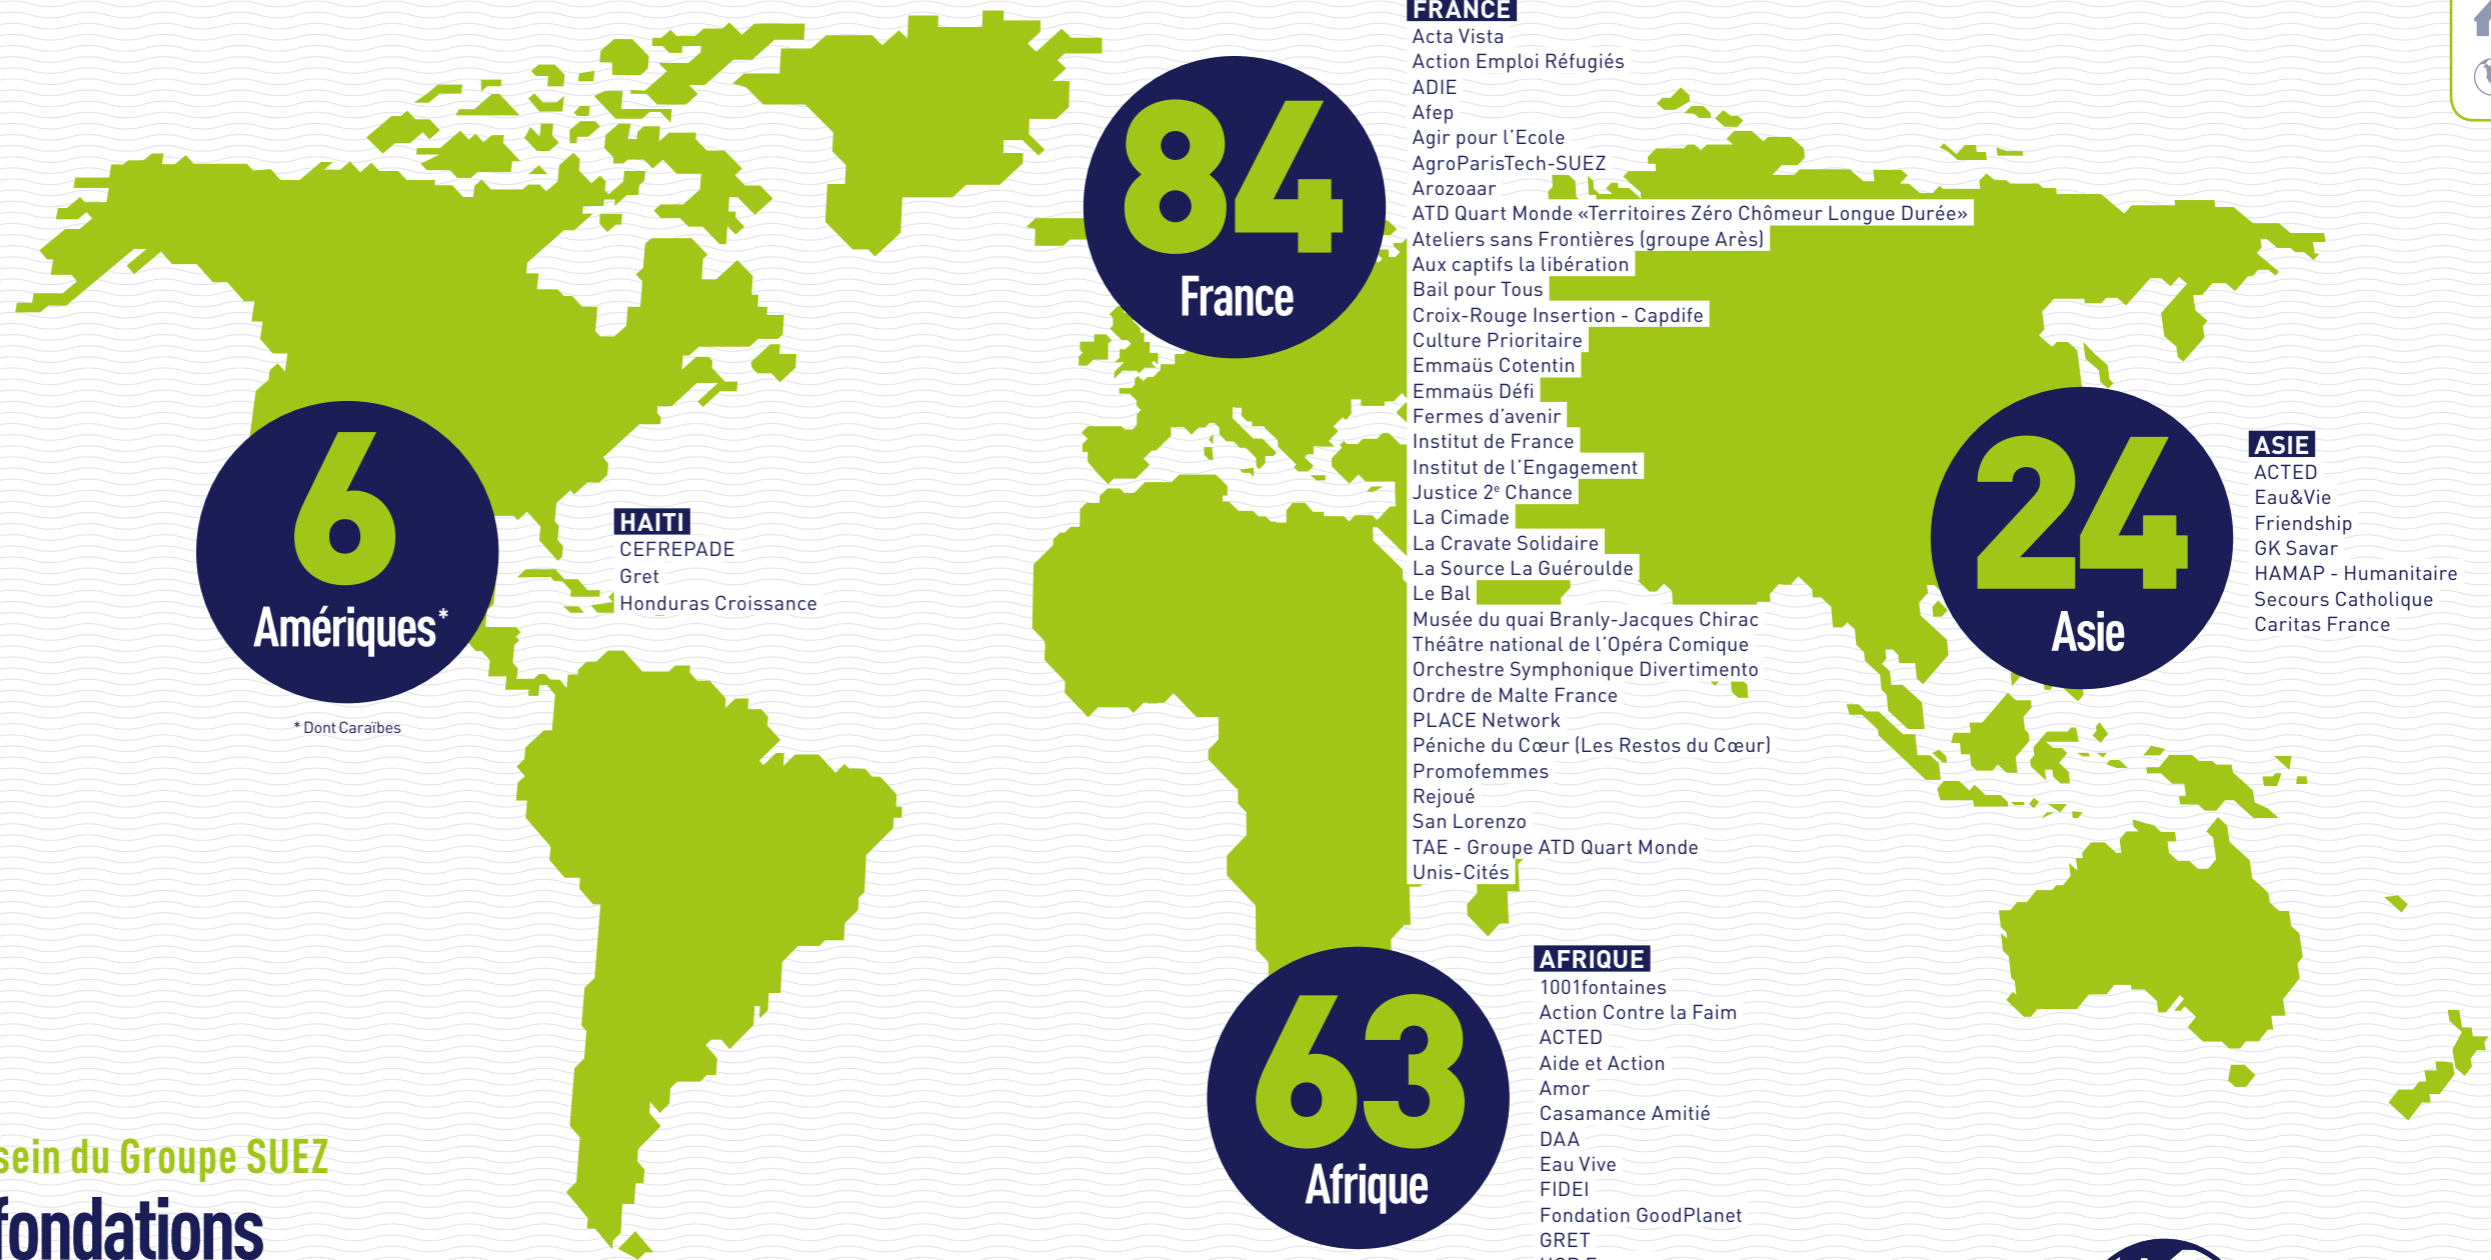 84
France
FRANCE
Acta Vista
Action Emploi Réfugiés
ADIE
Afep
Agir pour l'Ecole
AgroParisTech-SUEZ
Arozoaar
ATD Quart Monde «Territoires Zéro Chômeur Longue Durée»
Ateliers sans Frontières (groupe Arès)
Aux captifs la libération
Bail pour Tous
Croix-Rouge Insertion - Capdife
Culture Prioritaire
Emmaüs Cotentin
Emmaüs Défi
Fermes d'avenir
Institut de France
Institut de l'Engagement
Justice 2e Chance
La Cimade
La Cravate Solidaire
La Source La Guéroulde
Le Bal
Musée du quai Branly-Jacques Chirac
Théâtre national de l'Opéra Comique
Orchestre Symphonique Divertimento
Ordre de Malte France
PLACE Network
Péniche du Cœur (Les Restos du Cœur)
Promofemmes
Rejoué
San Lorenzo
TAE - Groupe ATD Quart Monde
Unis-Cités
6
Amériques*
* Dont Caraïbes
HAITI
CEFREPADE
Gret
Honduras Croissance
24
Asie
ASIE
ACTED
Eau&Vie
Friendship
GK Savar
HAMAP - Humanitaire
Secours Catholique
Caritas France
63
Afrique
AFRIQUE
1001fontaines
Action Contre la Faim
ACTED
Aide et Action
Amor
Casamance Amitié
DAA
Eau Vive
FIDEI
Fondation GoodPlanet
GRET
sein du Groupe SUEZ
fondations